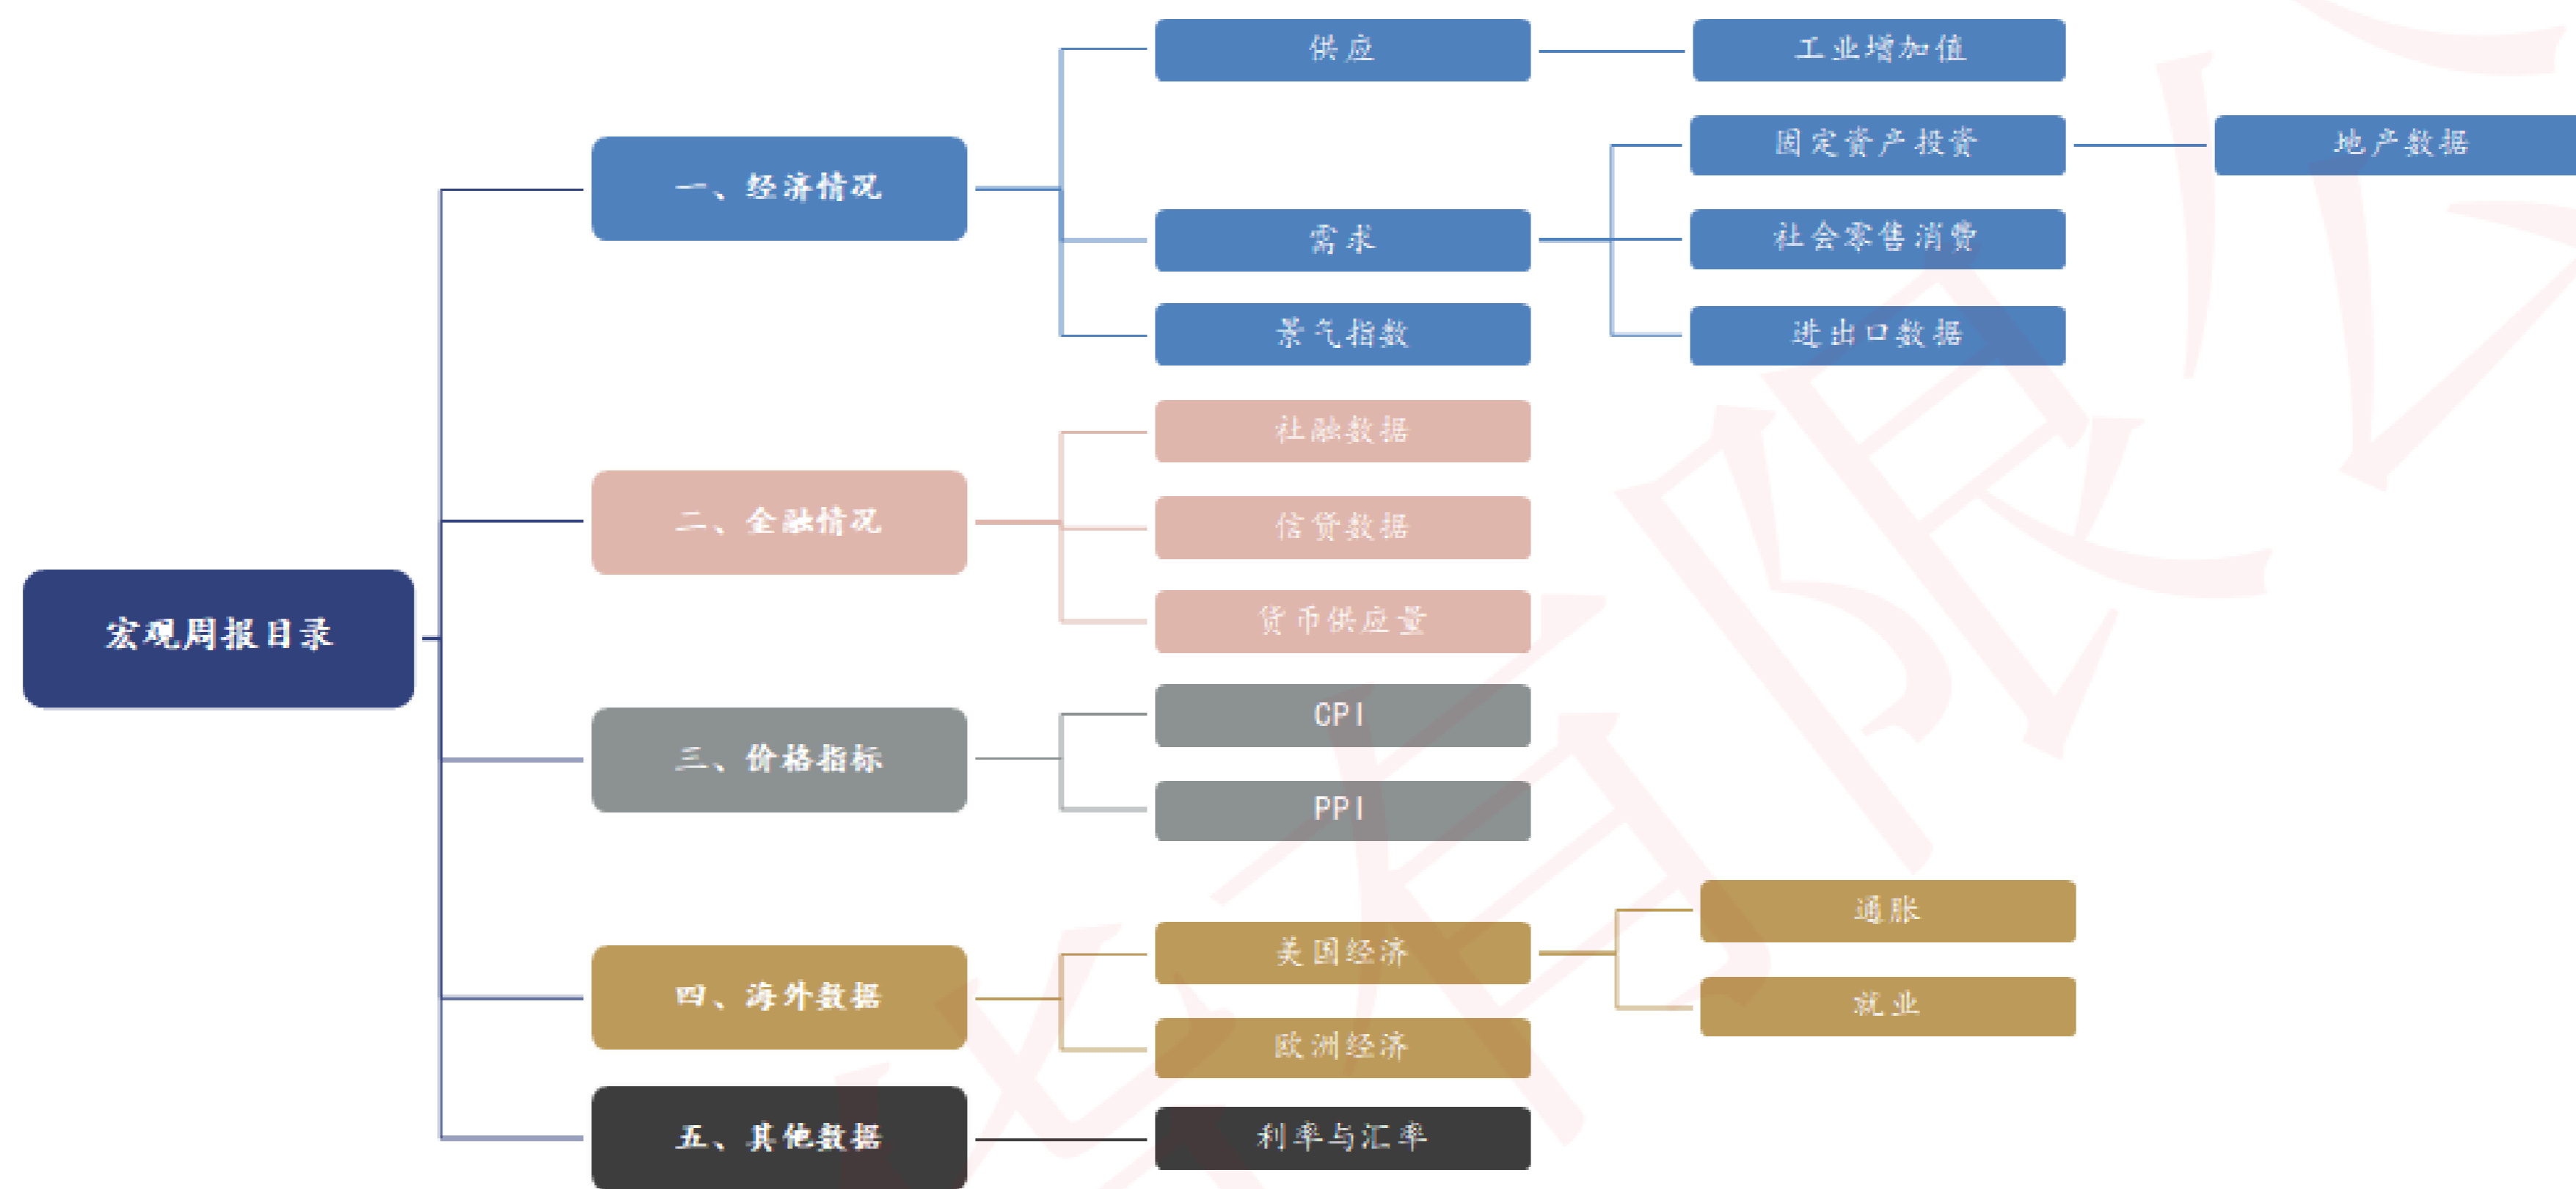 宏观周报目录
一、经济情况
供应
工业增加值
需求
固定资产投资
地产数据
社会零售消费
进出口数据
景气指数
二、金融情况
社融数据
信贷数据
货币供应量
三、价格指标
CPI
PPI
四、海外数据
美国经济
通胀
就业
欧洲经济
五、其他数据
利率与汇率
有限公